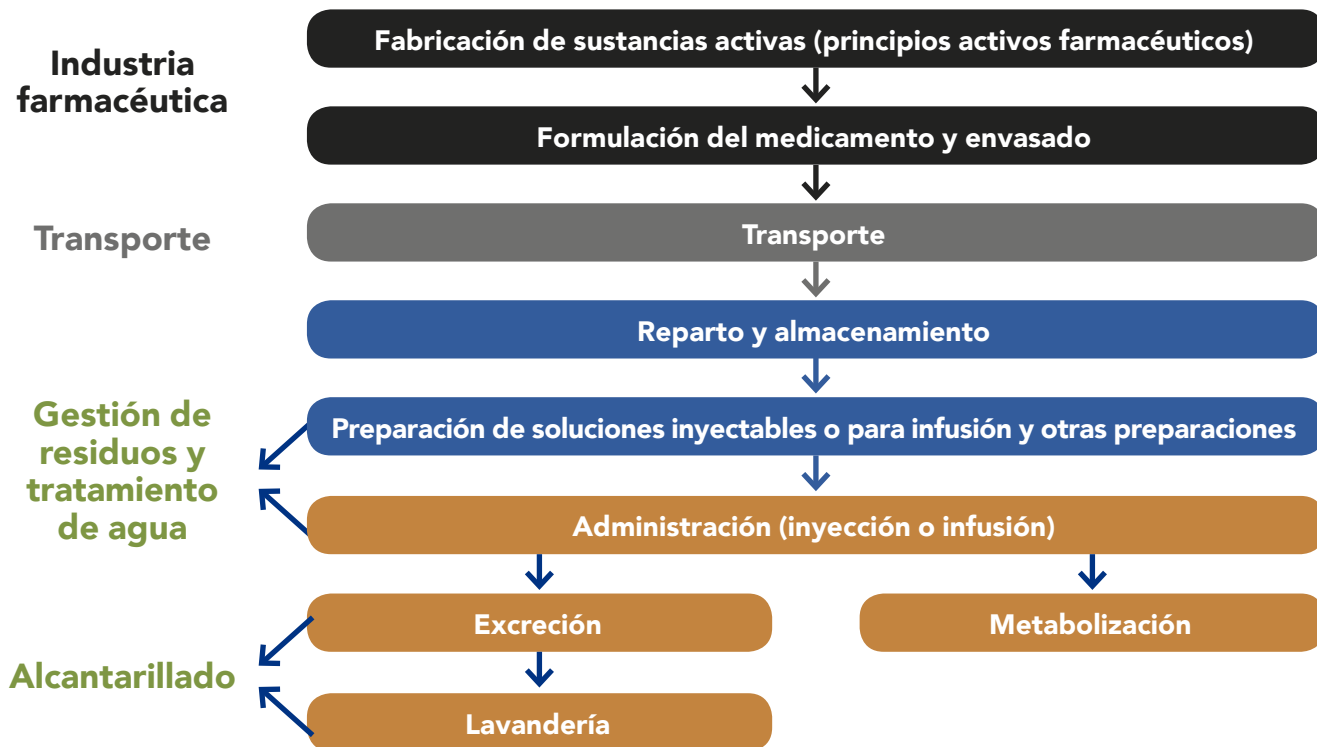 Industria
farmacéutica
Fabricación de sustancias activas (principios activos farmacéuticos)
Formulación del medicamento y envasado
Transporte
Transporte
Reparto y almacenamiento
Gestión de
residuos y
tratamiento
de agua
Preparación de soluciones inyectables o para infusión y otras preparaciones
Administración (inyección o infusión)
Excreción
Metabolización
Alcantarillado
Lavandería